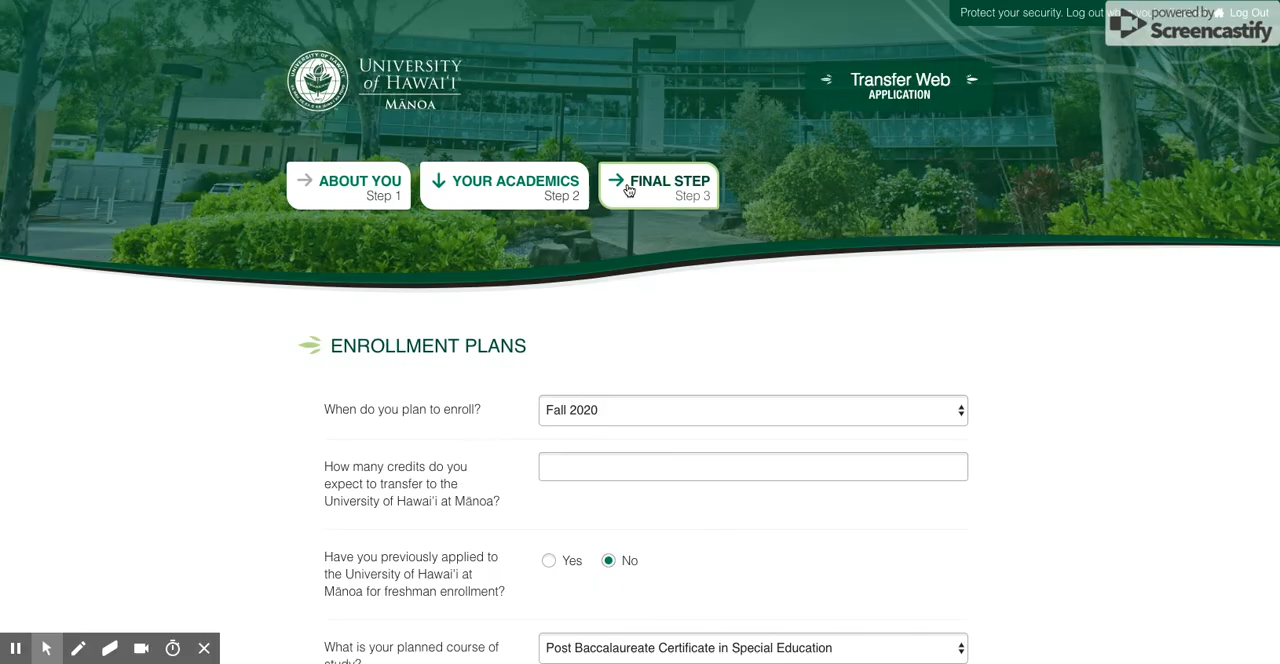 Protect your security. Log out
Log Out
powered by
Screencastify
UNIVERSITY
of HAWAI'I
MĀNOA
Transfer Web
APPLICATION
ABOUT YOU
Step 1
YOUR ACADEMICS
Step 2
FINAL STEP
Step 3
ENROLLMENT PLANS
When do you plan to enroll?
Fall 2020
How many credits do you
expect to transfer to the
University of Hawai'i at Mānoa?
Have you previously applied to
the University of Hawai'i at
Mānoa for freshman enrollment?
Yes
No
What is your planned course of
study?
Post Baccalaureate Certificate in Special Education